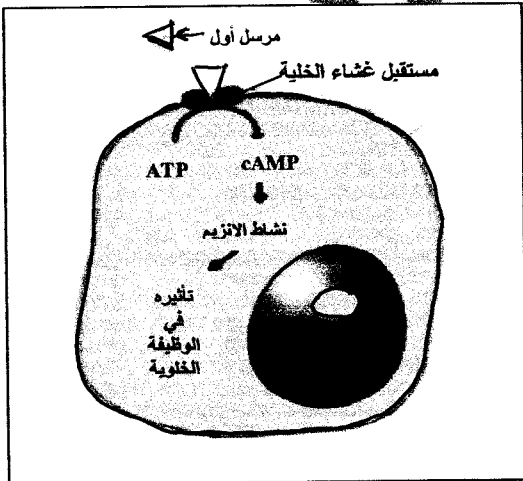 مرسل أول
مستقبل غشاء الخلية
ATP cAMP
نشاط الانزيم
تأثيره
في
الوظيفة
الخلوية